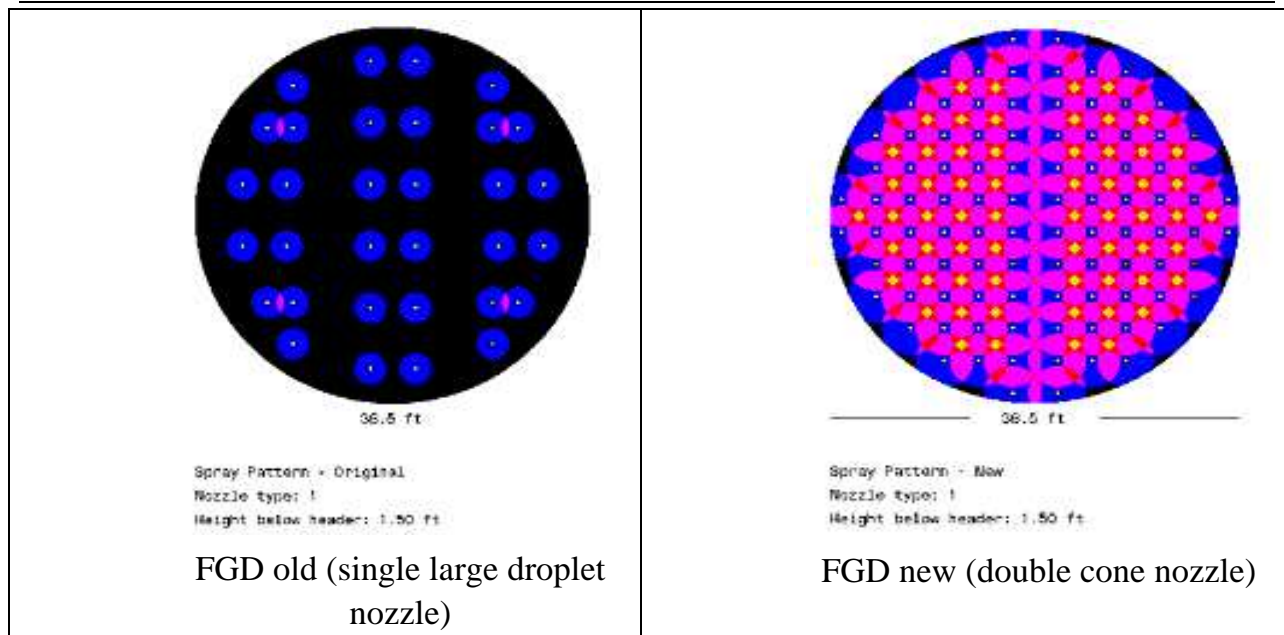 36.5 ft
Spray Pattern - Original
Nozzle type: 1
Height below header: 1.50 ft
FGD old (single large droplet
nozzle)
36.5 ft
Spray Pattern - New
Nozzle type: 1
Height below header: 1.50 ft
FGD new (double cone nozzle)